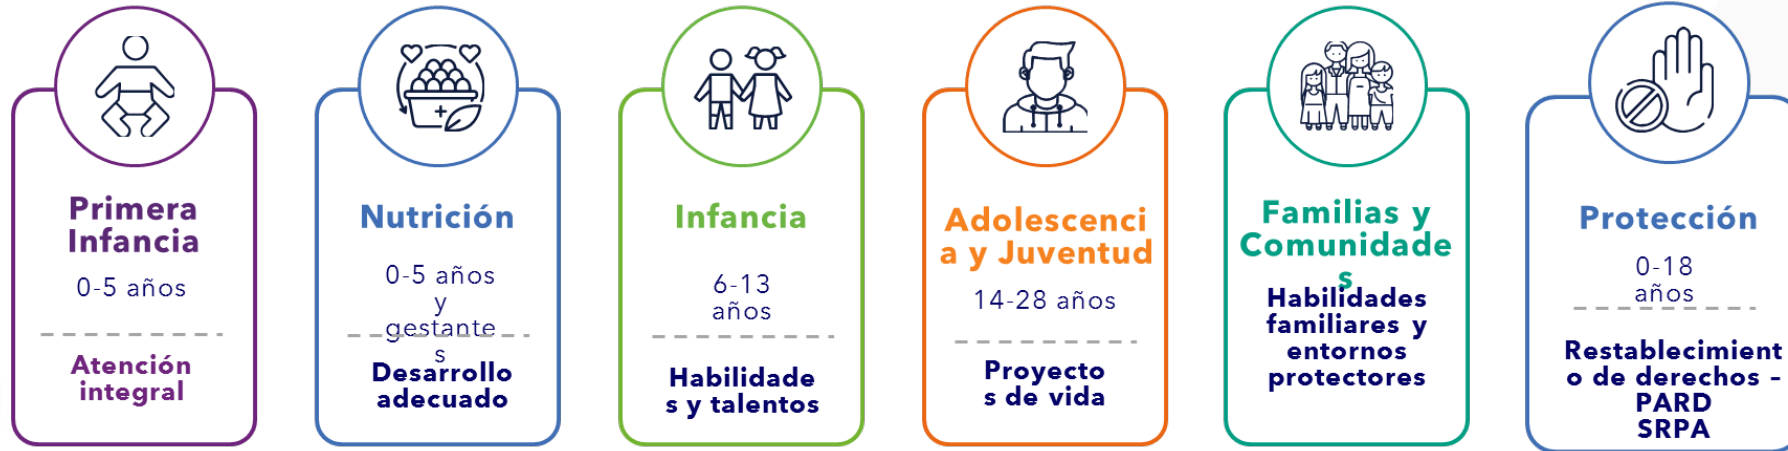 Primera
Infancia
0-5 años
Atención
integral
Nutrición
0-5 años
y
gestante
s
Desarrollo
adecuado
Infancia
6-13
años
Habilidade
s y talentos
Adolescenci
a y Juventud
14-28 años
Proyecto
s de vida
Familias y
Comunidade
s
Habilidades
familiares y
entornos
protectores
Protección
0-18
años
Restablecimient
o de derechos –
PARD
SRPA